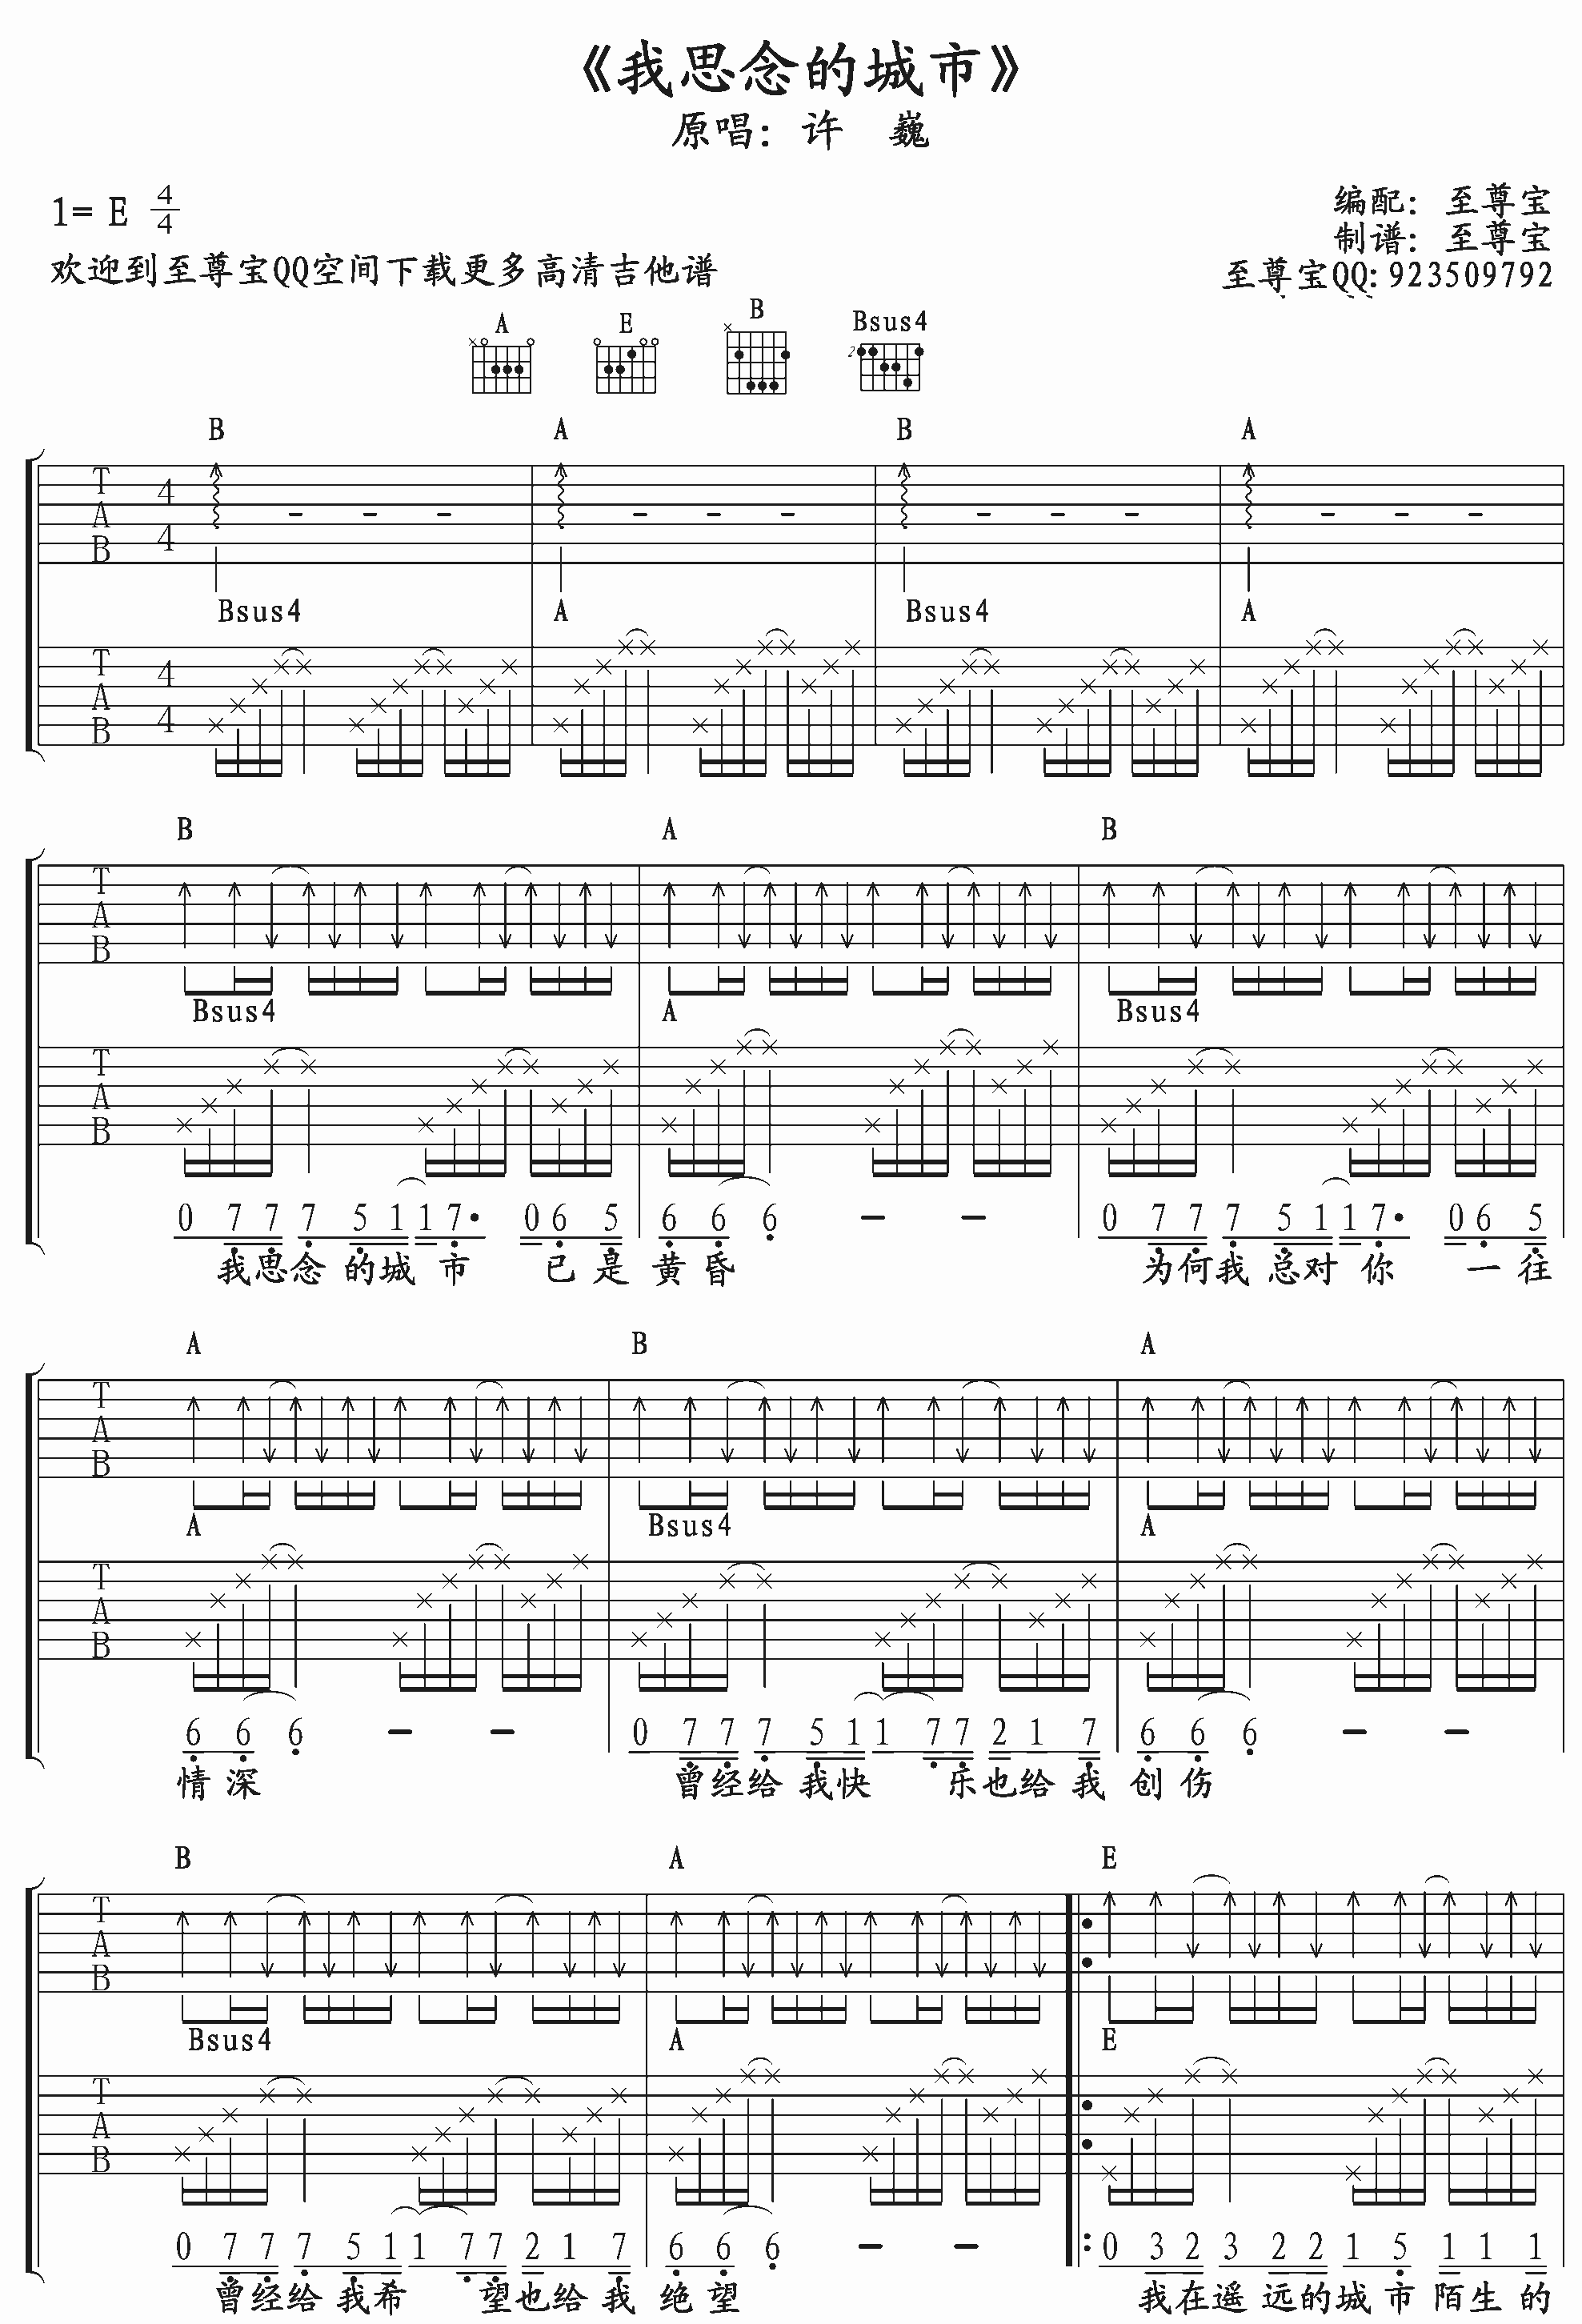 《我思念的城市》
原唱：许 巍
1= E 4/4
编配：至尊宝
制谱：至尊宝
欢迎到至尊宝QQ空间下载更多高清吉他谱
至尊宝QQ:923509792
A E B Bsus4
2
B A B A
T A B 4/4
Bsus4 A Bsus4 A
T A B 4/4
B A B
T A B
Bsus4 A Bsus4
T A B
0 7 7 7 5 1 1 7· 0 6 5 6 6 6 - - 0 7 7 7 5 1 1 7· 0 6 5
我思念 的城 市 已是黄昏 为何我 总对 你 一往
A B A
T A B
A Bsus4 A
T A B
6 6 6 - - 0 7 7 7 5 1 1 7 7 2 1 7 6 6 6 - -
情深 曾经给 我快 乐也给我 创伤
B A E
T A B
Bsus4 A E
T A B
0 7 7 7 5 1 1 7 7 2 1 7 6 6 6 - - 0 3 2 3 2 2 1 5 1 1 1
曾经给 我希 望也给我 绝望 我在遥 远的城市陌生的